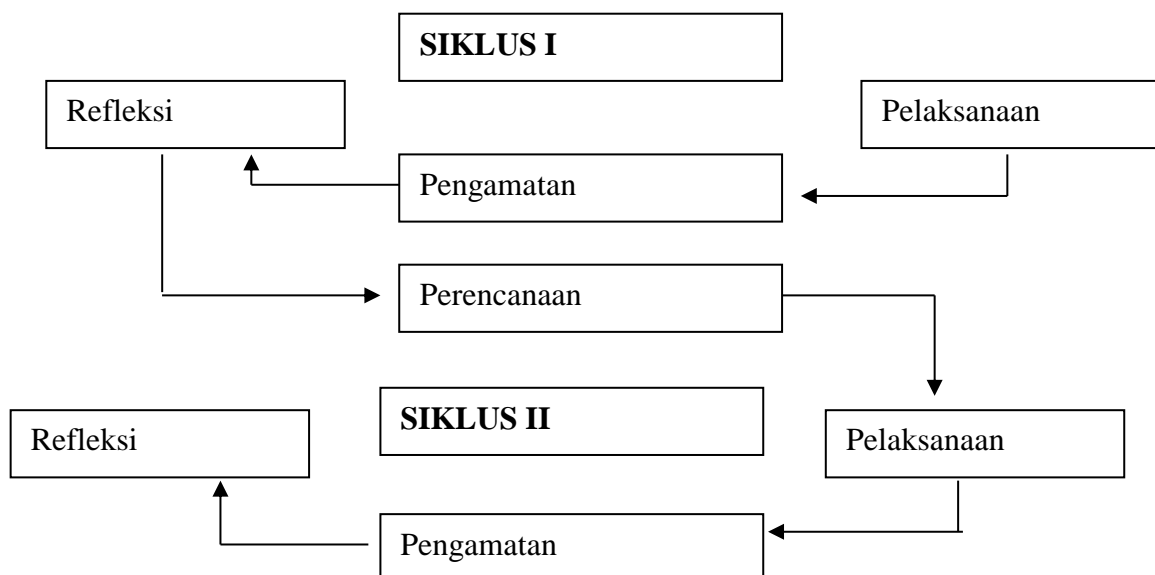 SIKLUS I
Refleksi
Pelaksanaan
Pengamatan
Perencanaan
SIKLUS II
Refleksi
Pelaksanaan
Pengamatan